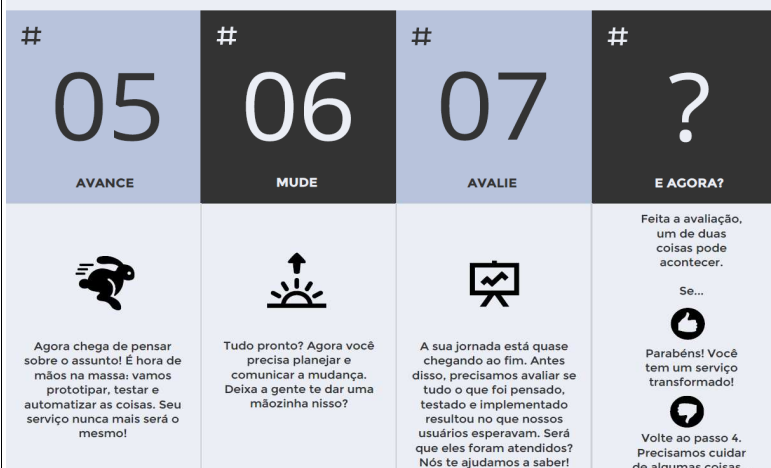 #
05
AVANCE
Agora chega de pensar
sobre o assunto! É hora de
mãos na massa: vamos
prototipar, testar e
automatizar as coisas. Seu
serviço nunca mais será o
mesmo!
#
06
MUDE
Tudo pronto? Agora você
precisa planejar e
comunicar a mudança.
Deixa a gente te dar uma
mãozinha nisso?
#
07
AVALIE
A sua jornada está quase
chegando ao fim. Antes
disso, precisamos avaliar se
tudo o que foi pensado,
testado e implementado
resultou no que nossos
usuários esperavam. Será
que eles foram atendidos?
Nós te ajudamos a saber!
#
?
E AGORA?
Feita a avaliação,
um de duas
coisas pode
acontecer.
Se...
Parabéns! Você
tem um serviço
transformado!
Volte ao passo 4.
Precisamos cuidar
de algumas coisas